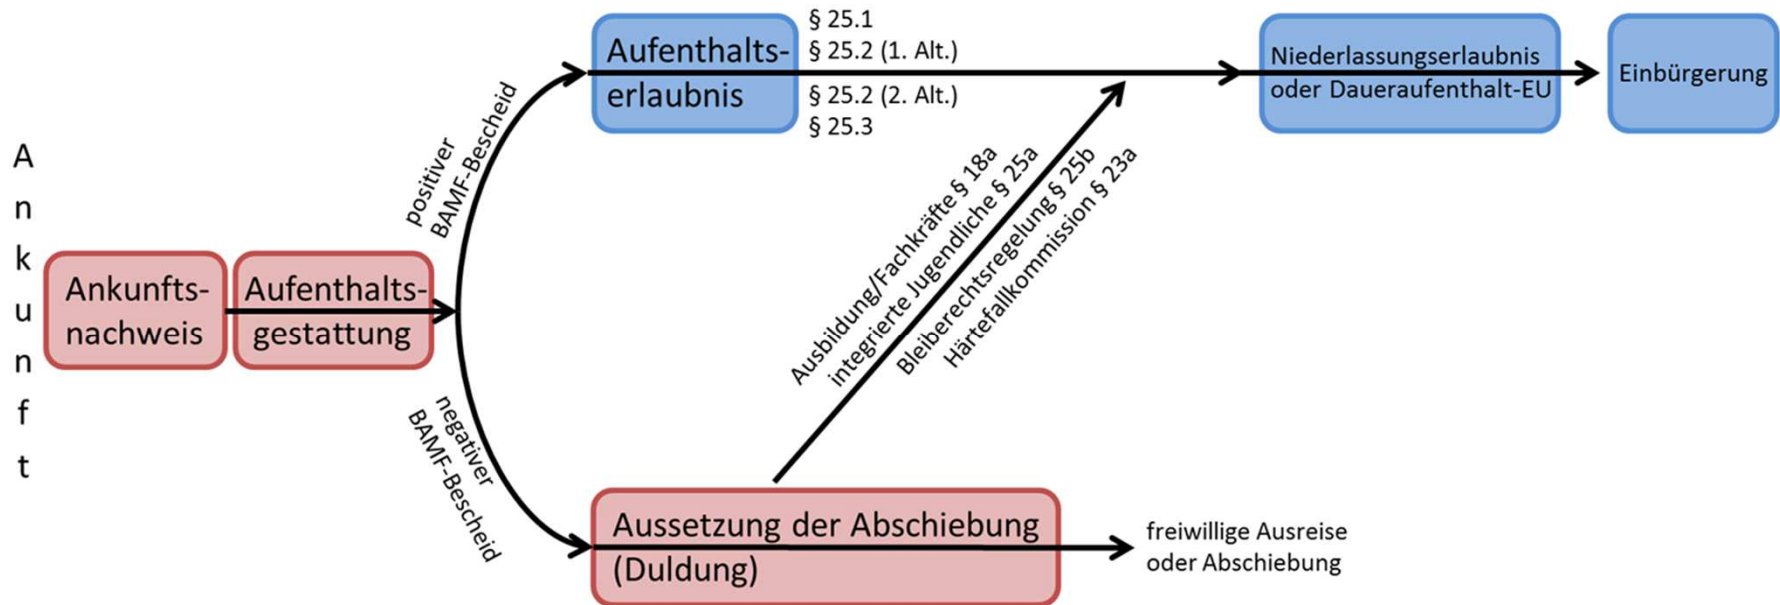 Ankunft
Ankunfts-
nachweis
Aufenthalts-
gestattung
positiver
BAMF-Bescheid
negativer
BAMF-Bescheid
Aufenthalts-
erlaubnis
§ 25.1
§ 25.2 (1. Alt.)
§ 25.2 (2. Alt.)
§ 25.3
Ausbildung/Fachkräfte § 18a
integrierte Jugendliche § 25a
Bleiberechtsregelung § 25b
Härtefallkommission § 23a
Niederlassungserlaubnis
oder Daueraufenthalt-EU
Einbürgerung
Aussetzung der Abschiebung
(Duldung)
freiwillige Ausreise
oder Abschiebung